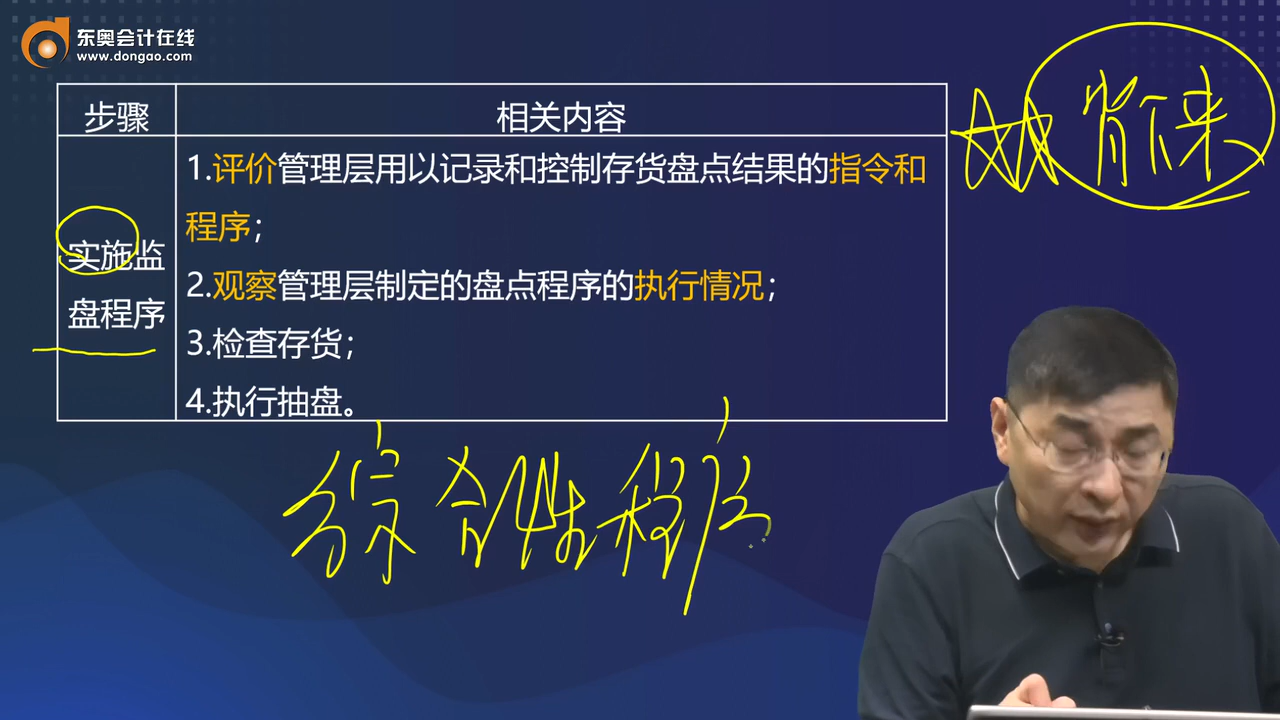 东奥会计在线
www.dongao.com
步骤
相关内容
实施监
盘程序
1.评价管理层用以记录和控制存货盘点结果的指令和
程序；
2.观察管理层制定的盘点程序的执行情况；
3.检查存货；
4.执行抽盘。
背下来
综合性程序